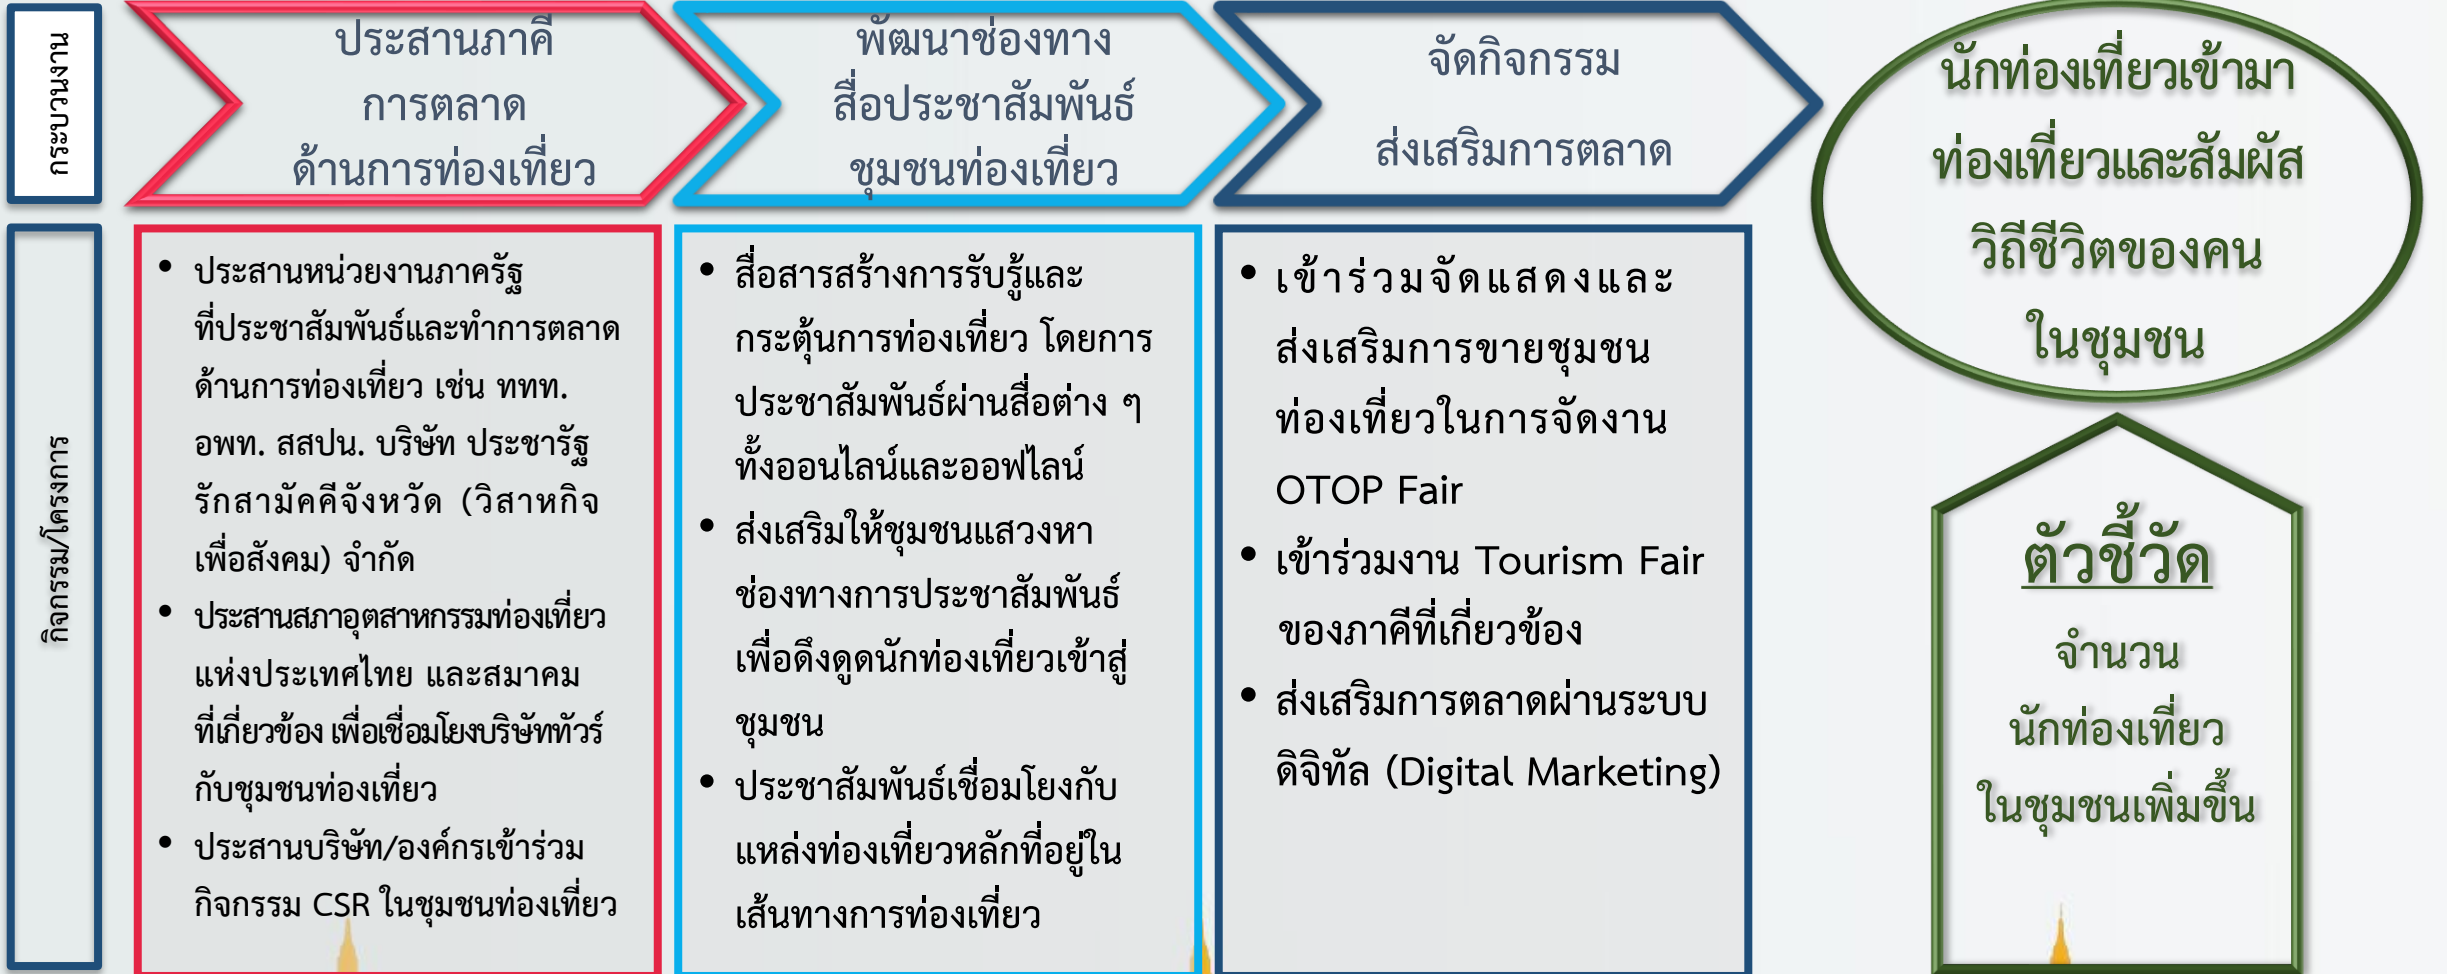 กระบวนงาน
ประสานภาคี
การตลาด
ด้านการท่องเที่ยว
พัฒนาช่องทาง
สื่อประชาสัมพันธ์
ชุมชนท่องเที่ยว
จัดกิจกรรม
ส่งเสริมการตลาด
นักท่องเที่ยวเข้ามา
ท่องเที่ยวและสัมผัส
วิถีชีวิตของคน
ในชุมชน
กิจกรรม/โครงการ
• ประสานหน่วยงานภาครัฐ
ที่ประชาสัมพันธ์และทำการตลาด
ด้านการท่องเที่ยว เช่น ททท.
อพท. สสปน. บริษัท ประชารัฐ
รักสามัคคีจังหวัด (วิสาหกิจ
เพื่อสังคม) จำกัด
• ประสานสภาอุตสาหกรรมท่องเที่ยว
แห่งประเทศไทย และสมาคม
ที่เกี่ยวข้อง เพื่อเชื่อมโยงบริษัททัวร์
กับชุมชนท่องเที่ยว
• ประสานบริษัท/องค์กรเข้าร่วม
กิจกรรม CSR ในชุมชนท่องเที่ยว
• สื่อสารสร้างการรับรู้และ
กระตุ้นการท่องเที่ยว โดยการ
ประชาสัมพันธ์ผ่านสื่อต่าง ๆ
ทั้งออนไลน์และออฟไลน์
• ส่งเสริมให้ชุมชนแสวงหา
ช่องทางการประชาสัมพันธ์
เพื่อดึงดูดนักท่องเที่ยวเข้าสู่
ชุมชน
• ประชาสัมพันธ์เชื่อมโยงกับ
แหล่งท่องเที่ยวหลักที่อยู่ใน
เส้นทางการท่องเที่ยว
• เข้าร่วมจัดแสดงและ
ส่งเสริมการขายชุมชน
ท่องเที่ยวในการจัดงาน
OTOP Fair
• เข้าร่วมงาน Tourism Fair
ของภาคีที่เกี่ยวข้อง
• ส่งเสริมการตลาดผ่านระบบ
ดิจิทัล (Digital Marketing)
ตัวชี้วัด
จำนวน
นักท่องเที่ยว
ในชุมชนเพิ่มขึ้น